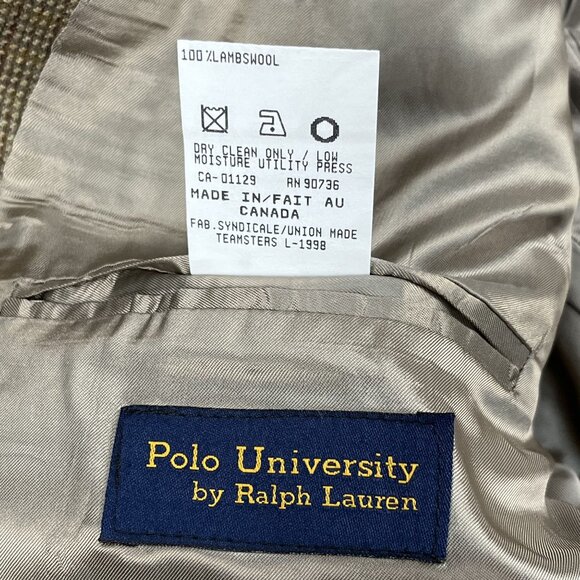 100%LAMBSWOOL
DRY CLEAN ONLY / LOW
MOISTURE UTILITY PRESS
CA-01129 RN 90736
MADE IN/FAIT AU
CANADA
FAB.SYNDICALE/UNION MADE
TEAMSTERS L-1998
Polo University
by Ralph Lauren